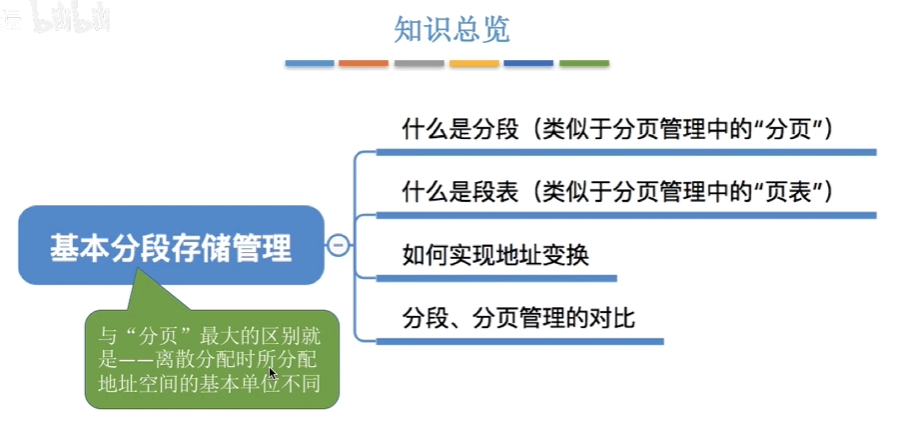 bilibili
知识总览
什么是分段（类似于分页管理中的“分页”）
什么是段表（类似于分页管理中的“页表”）
基本分段存储管理
如何实现地址变换
分段、分页管理的对比
与“分页”最大的区别就
是——离散分配时所分配
地址空间的基本单位不同